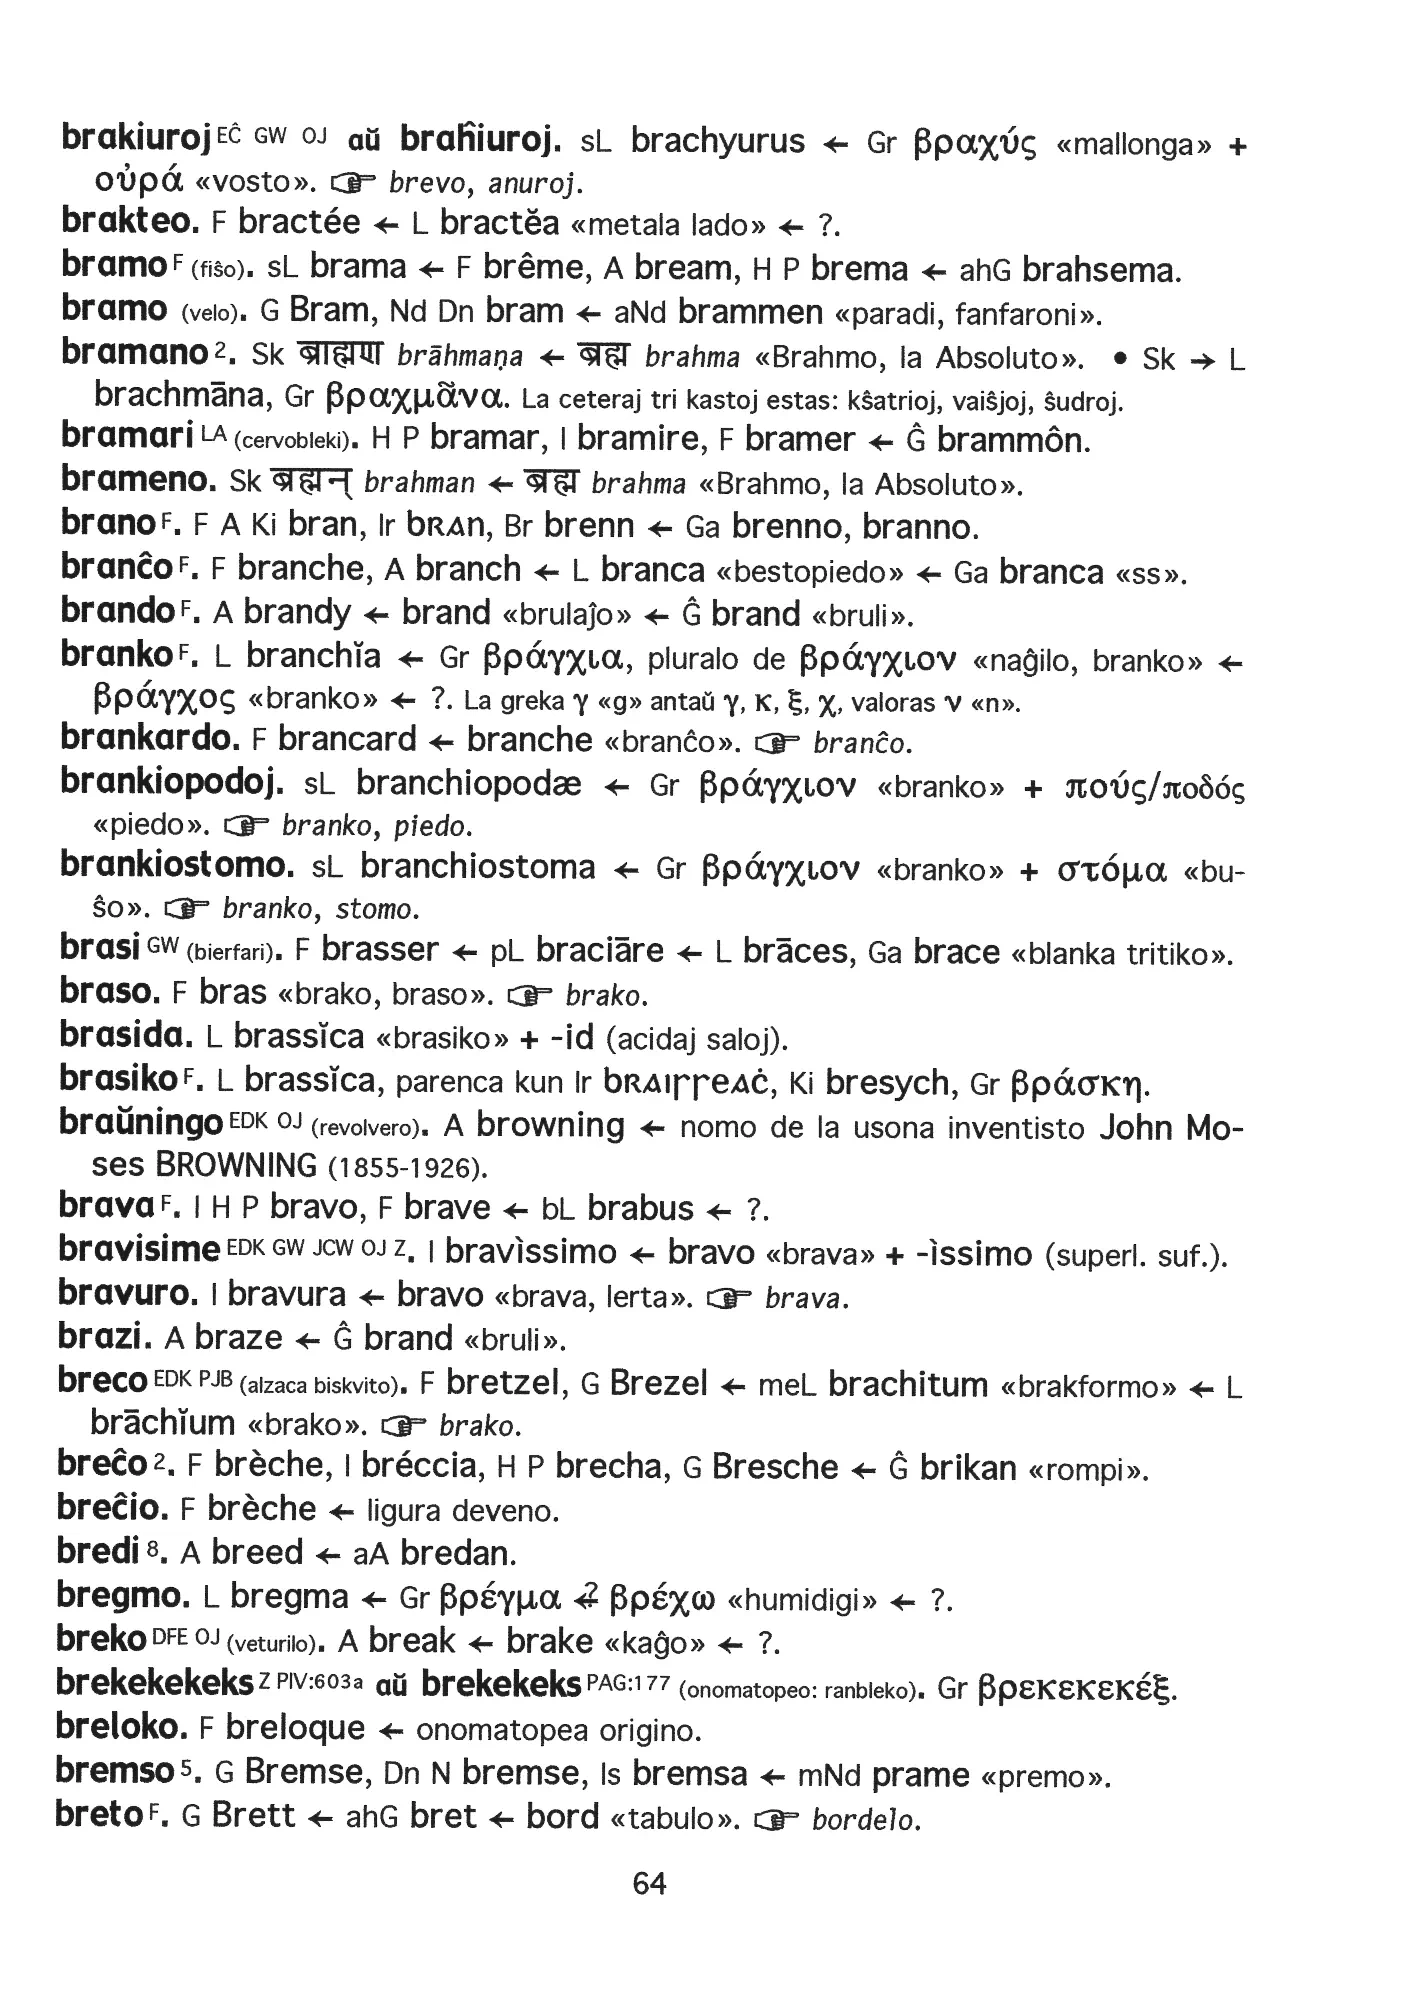 brakiuroj EĈ GW OJ aŭ braĥiuroj. sL brachyurus ← Gr βραχύς «mallonga» +
οὐρά «vosto». ☞ brevo, anuroj.
brakteo. F bractée ← L bractĕa «metala lado» ← ?.
bramo F (fiŝo). sL brama ← F brême, A bream, H P brema ← ahG brahsema.
bramo (velo). G Bram, Nd Dn bram ← aNd brammen «paradi, fanfaroni».
bramano 2. Sk ब्राह्मण brāhmaṇa ← ब्रह्म brahma «Brahmo, la Absoluto». • Sk → L
brachmāna, Gr βραχμᾶνα. La ceteraj tri kastoj estas: kŝatrioj, vaiŝjoj, ŝudroj.
bramari LA (cervobleki). H P bramar, I bramire, F bramer ← Ĝ brammôn.
brameno. Sk ब्रह्मन् brahman ← ब्रह्म brahma «Brahmo, la Absoluto».
brano F. F A Ki bran, Ir bran, Br brenn ← Ga brenno, branno.
branĉo F. F branche, A branch ← L branca «bestopiedo» ← Ga branca «ss».
brando F. A brandy ← brand «brulaĵo» ← Ĝ brand «bruli».
branko F. L branchĭa ← Gr βράγχια, pluralo de βράγχιον «naĝilo, branko» ←
βράγχος «branko» ← ?. La greka γ «g» antaŭ γ, κ, ξ, χ, valoras ν «n».
brankardo. F brancard ← branche «branĉo». ☞ branĉo.
brankiopodoj. sL branchiopodæ ← Gr βράγχιον «branko» + πούς/ποδός
«piedo». ☞ branko, piedo.
brankiostomo. sL branchiostoma ← Gr βράγχιον «branko» + στόμα «bu-
ŝo». ☞ branko, stomo.
brasi GW (bierfari). F brasser ← pL braciāre ← L brāces, Ga brace «blanka tritiko».
braso. F bras «brako, braso». ☞ brako.
brasida. L brassĭca «brasiko» + -id (acidaj saloj).
brasiko F. L brassĭca, parenca kun Ir braisseaċ, Ki bresych, Gr βράσκη.
braŭningo EDK OJ (revolvero). A browning ← nomo de la usona inventisto John Mo-
ses BROWNING (1855-1926).
brava F. I H P bravo, F brave ← bL brabus ← ?.
bravisime EDK GW JCW OJ Z. I bravìssimo ← bravo «brava» + -ìssimo (superl. suf.).
bravuro. I bravura ← bravo «brava, lerta». ☞ brava.
brazi. A braze ← Ĝ brand «bruli».
breco EDK PJB (alzaca biskvito). F bretzel, G Brezel ← meL brachitum «brakformo» ← L
brāchĭum «brako». ☞ brako.
breĉo 2. F brèche, I bréccia, H P brecha, G Bresche ← Ĝ brikan «rompi».
breĉio. F brèche ← ligura deveno.
bredi 8. A breed ← aA bredan.
bregmo. L bregma ← Gr βρέγμα ?← βρέχω «humidigi» ← ?.
breko DFE OJ (veturilo). A break ← brake «kaĝo» ← ?.
brekekekeks Z PIV:603a aŭ brekekeks PAG:177 (onomatopeo: ranbleko). Gr βρεκεκεκέξ.
breloko. F breloque ← onomatopea origino.
bremso 5. G Bremse, Dn N bremse, Is bremsa ← mNd prame «premo».
breto F. G Brett ← ahG bret ← bord «tabulo». ☞ bordelo.
64